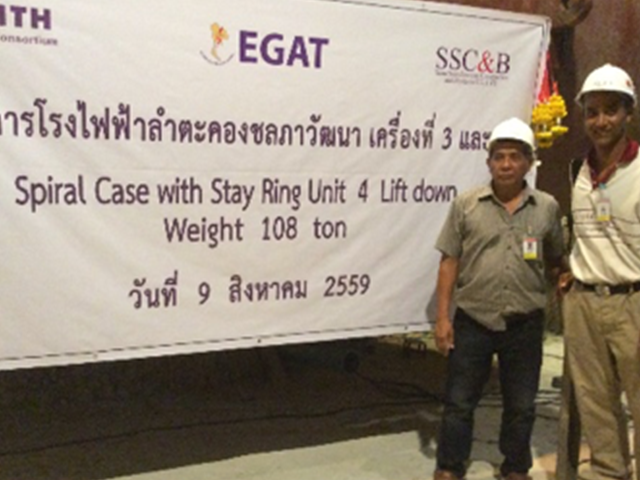 ITH
onsortium
EGAT
SSC&B
ารโรงไฟฟ้าลำตะคองชลภาวัฒนา เครื่องที่ 3 และ
Spiral Case with Stay Ring Unit 4 Lift down
Weight 108 ton
วันที่ 9 สิงหาคม 2559